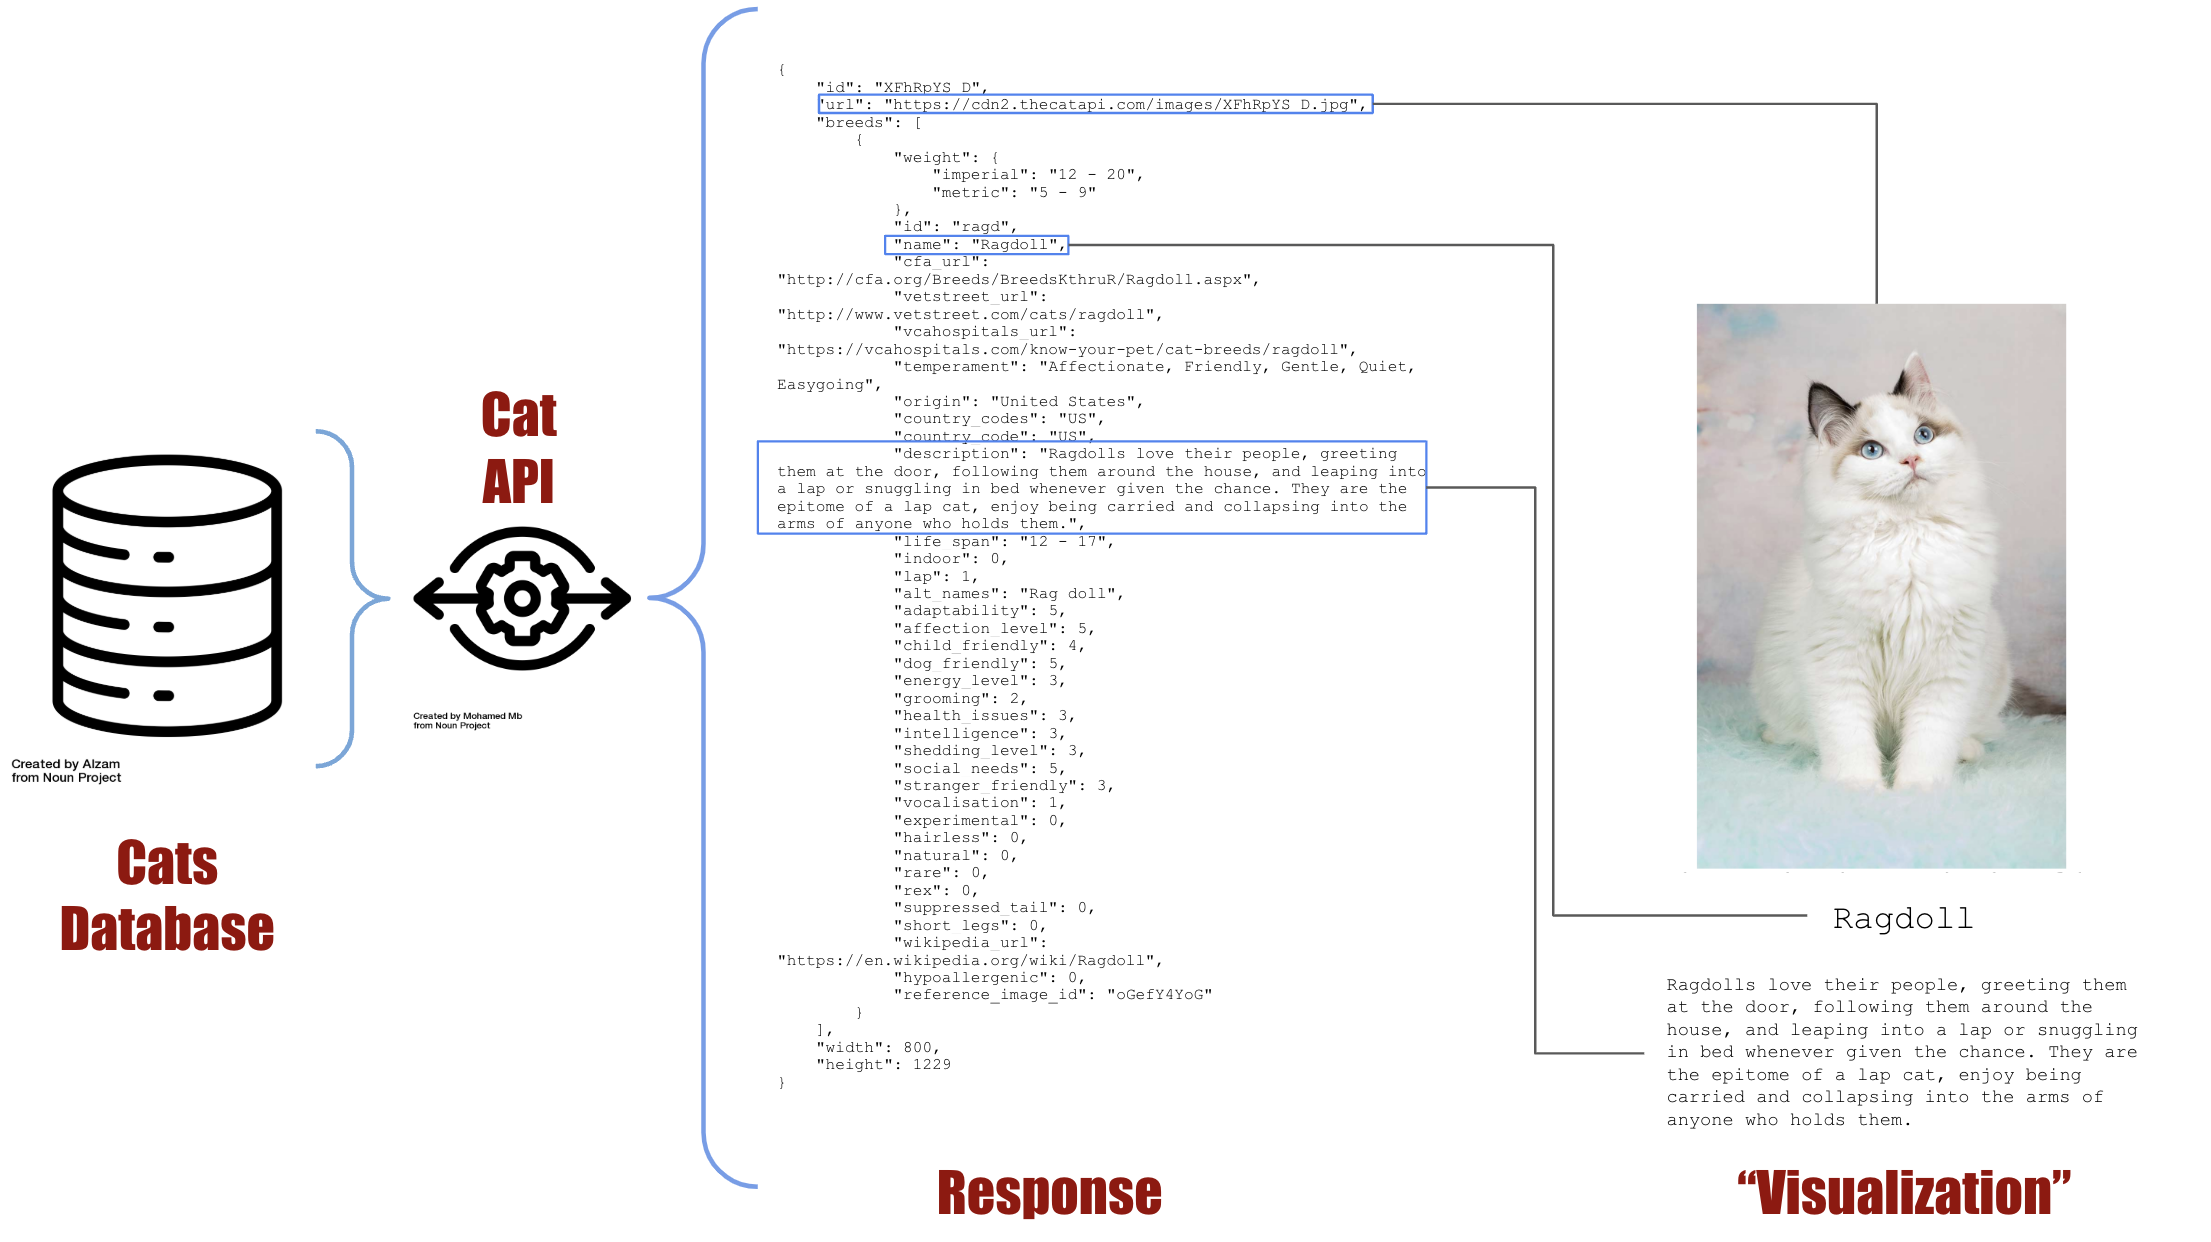 Cats
Database
Created by Alzam
from Noun Project
Cat
API
Created by Mohamed Mb
from Noun Project
{
"id": "XFhRpYS_D",
"url": "https://cdn2.thecatapi.com/images/XFhRpYS_D.jpg",
"breeds": [
{
"weight": {
"imperial": "12 - 20",
"metric": "5 - 9"
},
"id": "ragd",
"name": "Ragdoll",
"cfa_url":
"http://cfa.org/Breeds/BreedsKthruR/Ragdoll.aspx",
"vetstreet_url":
"http://www.vetstreet.com/cats/ragdoll",
"vcahospitals_url":
"https://vcahospitals.com/know-your-pet/cat-breeds/ragdoll",
"temperament": "Affectionate, Friendly, Gentle, Quiet,
Easygoing",
"origin": "United States",
"country_codes": "US",
"country_code": "US",
"description": "Ragdolls love their people, greeting
them at the door, following them around the house, and leaping into
a lap or snuggling in bed whenever given the chance. They are the
epitome of a lap cat, enjoy being carried and collapsing into the
arms of anyone who holds them.",
"life_span": "12 - 17",
"indoor": 0,
"lap": 1,
"alt_names": "Rag doll",
"adaptability": 5,
"affection_level": 5,
"child_friendly": 4,
"dog_friendly": 5,
"energy_level": 3,
"grooming": 2,
"health_issues": 3,
"intelligence": 3,
"shedding_level": 3,
"social_needs": 5,
"stranger_friendly": 3,
"vocalisation": 1,
"experimental": 0,
"hairless": 0,
"natural": 0,
"rare": 0,
"rex": 0,
"suppressed_tail": 0,
"short_legs": 0,
"wikipedia_url":
"https://en.wikipedia.org/wiki/Ragdoll",
"hypoallergenic": 0,
"reference_image_id": "oGefY4YoG"
}
],
"width": 800,
"height": 1229
}
Response
Ragdoll
Ragdolls love their people, greeting them
at the door, following them around the
house, and leaping into a lap or snuggling
in bed whenever given the chance. They are
the epitome of a lap cat, enjoy being
carried and collapsing into the arms of
anyone who holds them.
“Visualization”